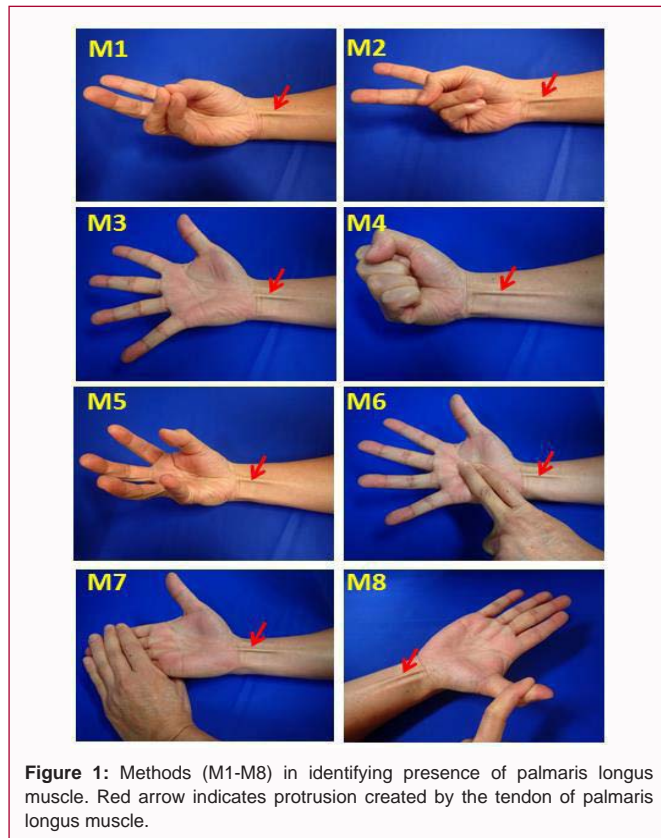 M1 M2
M3 M4
M5 M6
M7 M8
Figure 1: Methods (M1-M8) in identifying presence of palmaris longus
muscle. Red arrow indicates protrusion created by the tendon of palmaris
longus muscle.